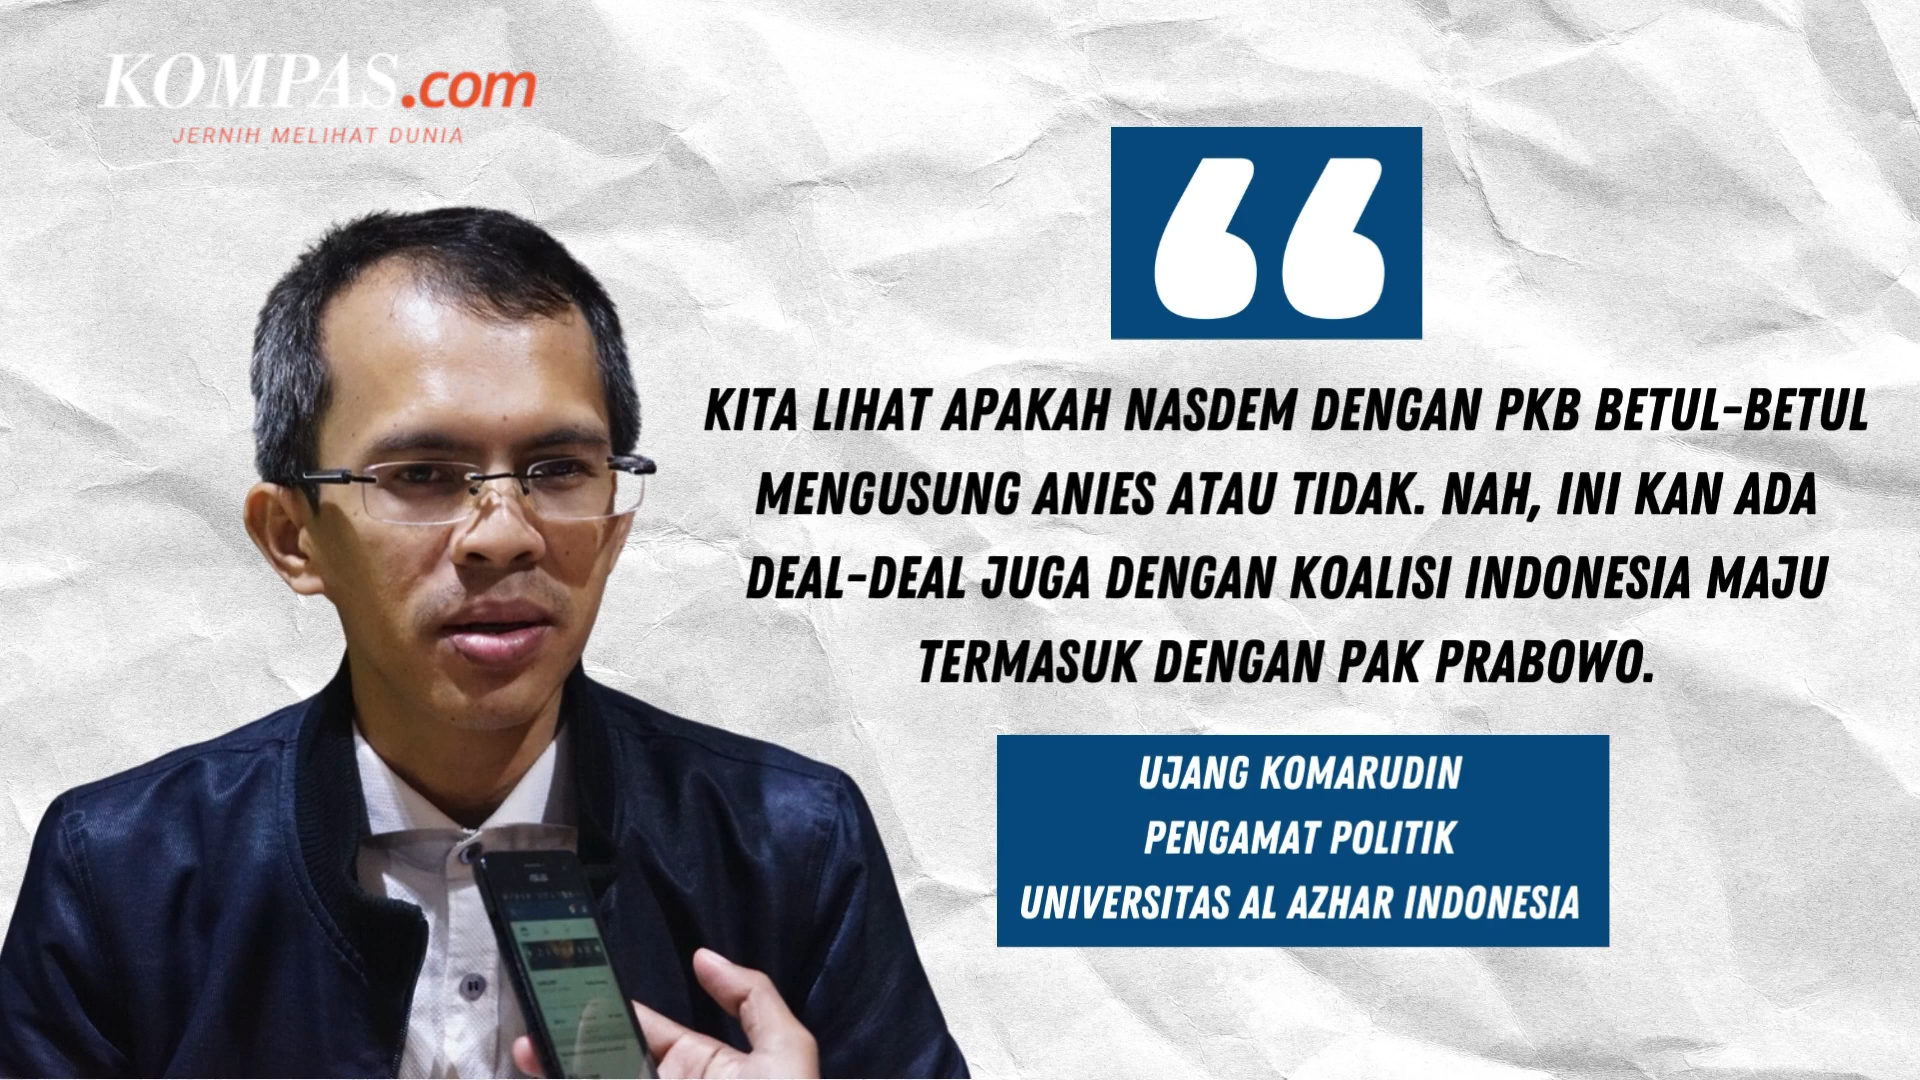 KOMPAS.com
JERNIH MELIHAT DUNIA
“
KITA LIHAT APAKAH NASDEM DENGAN PKB BETUL-BETUL
MENGUSUNG ANIES ATAU TIDAK. NAH, INI KAN ADA
DEAL-DEAL JUGA DENGAN KOALISI INDONESIA MAJU
TERMASUK DENGAN PAK PRABOWO.
UJANG KOMARUDIN
PENGAMAT POLITIK
UNIVERSITAS AL AZHAR INDONESIA
ASUS